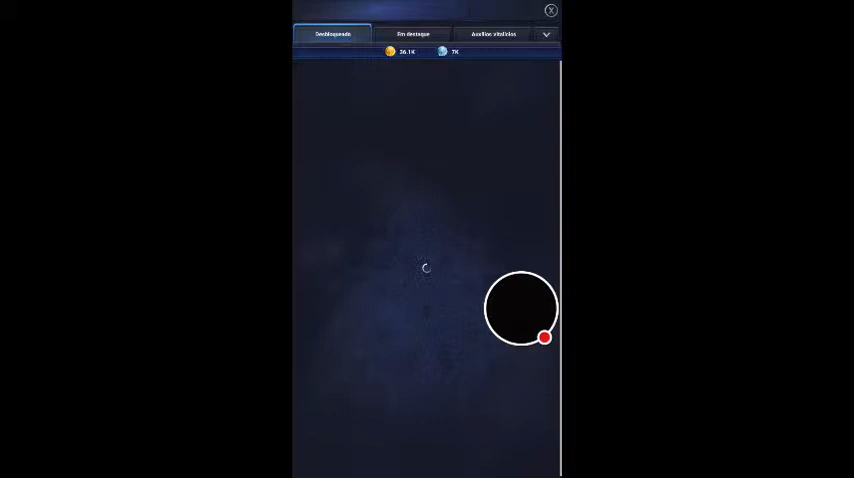 Desbloqueado
Em destaque
Auxílios vitalícios
36.1K
7K